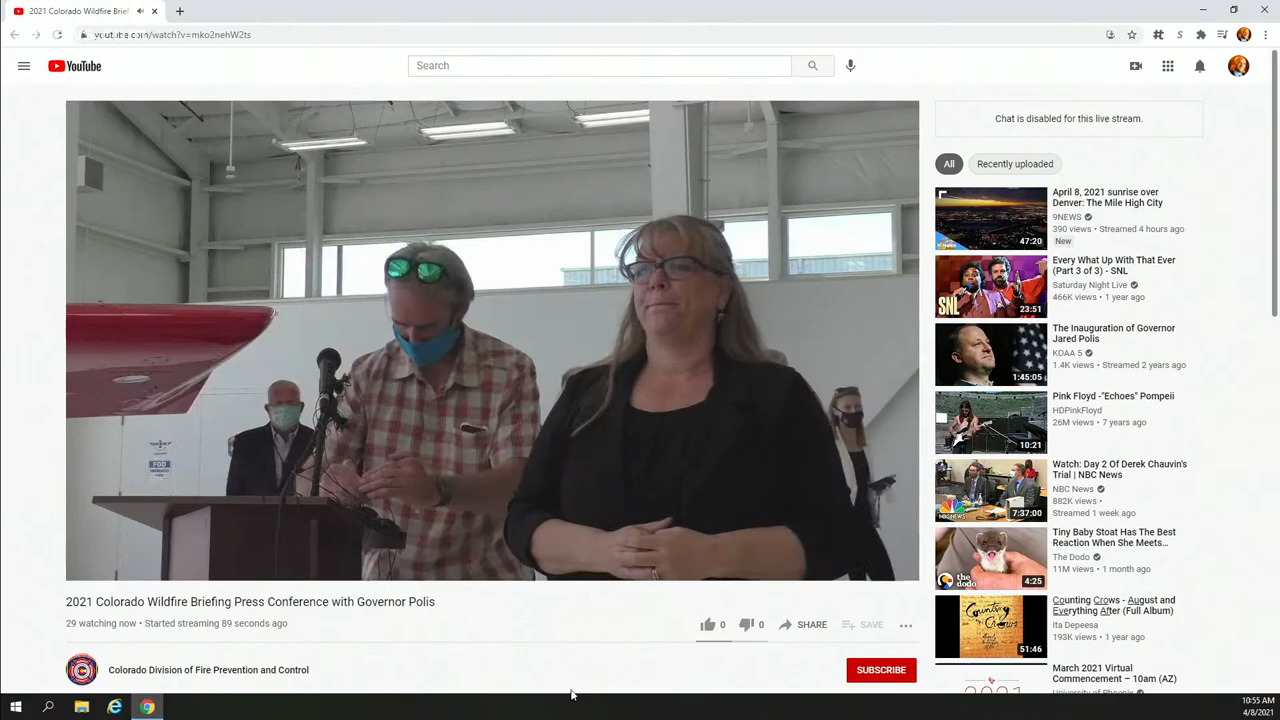 2021 Colorado Wildfire Brief
youtube.com/watch?v=mko2nehW2ts
YouTube
Search
Chat is disabled for this live stream.
All
Recently uploaded
47:20
April 8, 2021 sunrise over
Denver: The Mile High City
9NEWS
390 views • Streamed 4 hours ago
New
SNL
23:51
Every What Up With That Ever
(Part 3 of 3) - SNL
Saturday Night Live
466K views • 1 year ago
1:45:05
The Inauguration of Governor
Jared Polis
KOAA 5
1.4K views • Streamed 2 years ago
10:21
Pink Floyd -"Echoes" Pompeii
HDPinkFloyd
26M views • 7 years ago
7:37:00
Watch: Day 2 Of Derek Chauvin's
Trial | NBC News
NBC News
882K views •
Streamed 1 week ago
the dodo
4:25
Tiny Baby Stoat Has The Best
Reaction When She Meets...
The Dodo
11M views • 1 month ago
Counting Crows
51:46
Counting Crows - August and
Everything After (Full Album)
Ita Depeesa
193K views • 1 year ago
March 2021 Virtual
Commencement – 10am (AZ)
University of Phoenix
FOD
2021 Colorado Wildfire Briefing Press Conference with Governor Polis
29 watching now • Started streaming 89 seconds ago
0
0
SHARE
SAVE
Colorado Division of Fire Prevention and Control
SUBSCRIBE
10:55 AM
4/8/2021